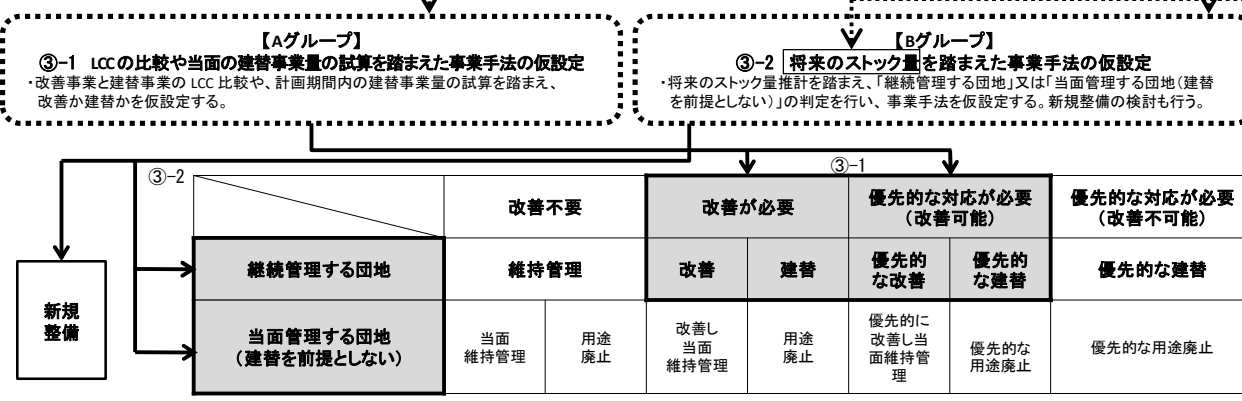 【Aグループ】
③-1 LCCの比較や当面の建替事業量の試算を踏まえた事業手法の仮設定
・改善事業と建替事業の LCC 比較や、計画期間内の建替事業量の試算を踏まえ、
改善か建替かを仮設定する。
【Bグループ】
③-2 将来のストック量を踏まえた事業手法の仮設定
・将来のストック量推計を踏まえ、「継続管理する団地」又は「当面管理する団地(建替
を前提としない)」の判定を行い、事業手法を仮設定する。新規整備の検討も行う。
③-2
③-1
改善不要
改善が必要
優先的な対応が必要
(改善可能)
優先的な対応が必要
(改善不可能)
継続管理する団地
維持管理
改善
建替
優先的
な改善
優先的
な建替
優先的な建替
新規
整備
当面管理する団地
(建替を前提としない)
当面
維持管理
用途
廃止
改善し
当面
維持管理
用途
廃止
優先的に
改善し当
面維持管
理
優先的な
用途廃止
優先的な用途廃止